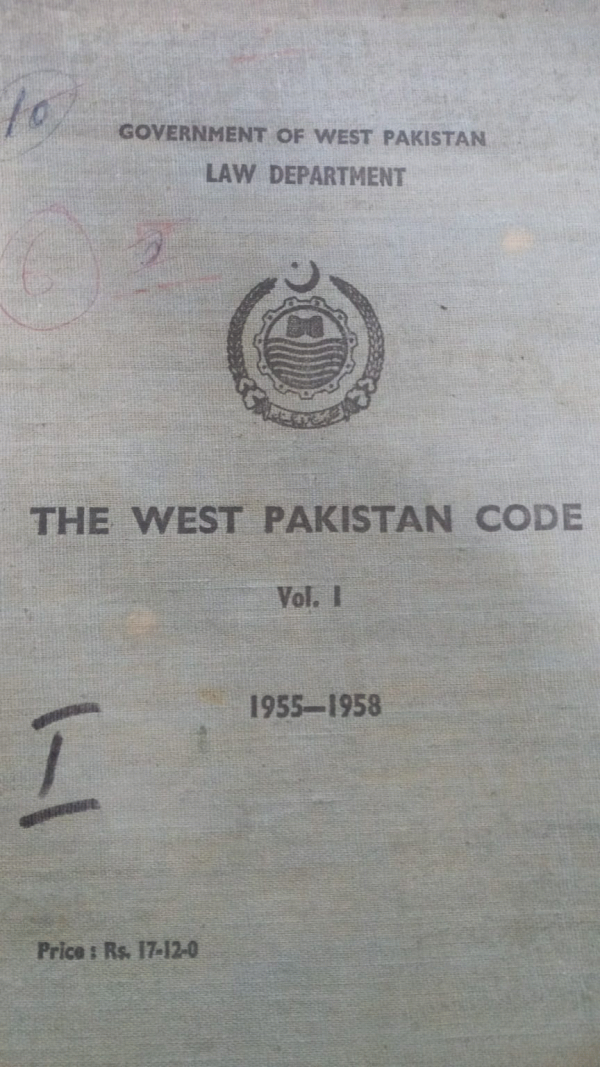 10
GOVERNMENT OF WEST PAKISTAN
LAW DEPARTMENT
THE WEST PAKISTAN CODE
Vol. I
1955—1958
I
Price : Rs. 17-12-0